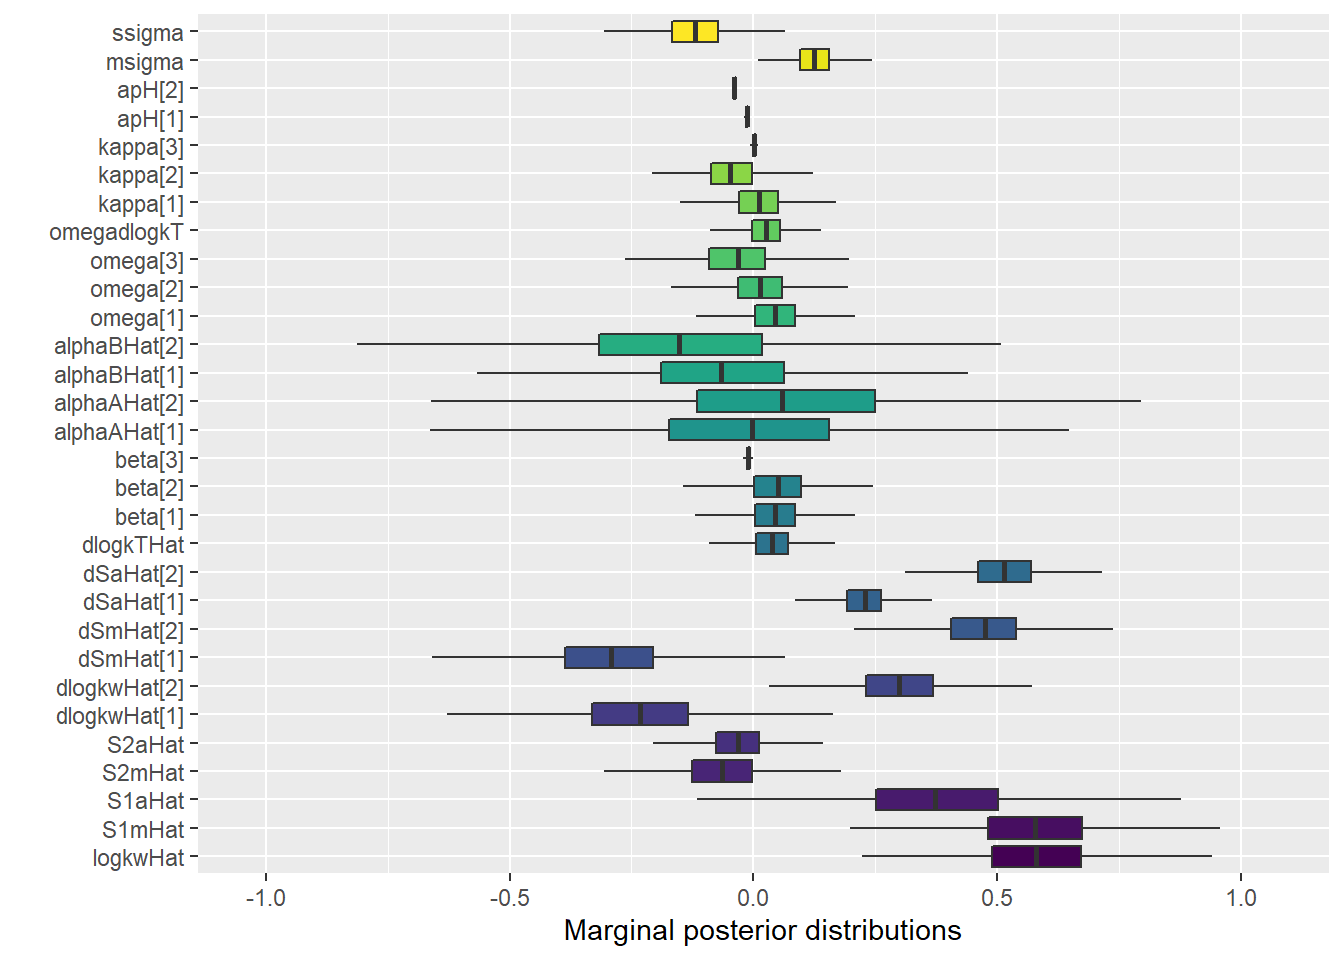 ssigma
msigma
apH[2]
apH[1]
kappa[3]
kappa[2]
kappa[1]
omegadlogkT
omega[3]
omega[2]
omega[1]
alphaBHat[2]
alphaBHat[1]
alphaAHat[2]
alphaAHat[1]
beta[3]
beta[2]
beta[1]
dlogkTHat
dSaHat[2]
dSaHat[1]
dSmHat[2]
dSmHat[1]
dlogkwHat[2]
dlogkwHat[1]
S2aHat
S2mHat
S1aHat
S1mHat
logkwHat
-1.0 -0.5 0.0 0.5 1.0
Marginal posterior distributions